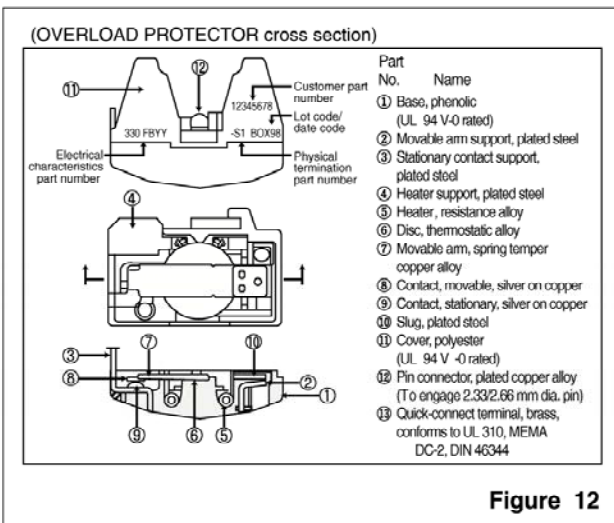 (OVERLOAD PROTECTOR cross section)
⑪
⑫
Customer part
number
12345678
Lot code/
date code
330 FBYY
-S1 BOX98
Electrical
characteristics
part number
Physical
termination
part number
④
③
⑦
⑩
⑧
②
①
⑨
⑥
⑤
Part
No. Name
① Base, phenolic
(UL 94 V-0 rated)
② Movable arm support, plated steel
③ Stationary contact support.
plated steel
④ Heater support, plated steel
⑤ Heater, resistance alloy
⑥ Disc, thermostatic alloy
⑦ Movable arm, spring temper
copper alloy
⑧ Contact, movable, silver on copper
⑨ Contact, stationary, silver on copper
⑩ Slug, plated steel
⑪ Cover, polyester
(UL 94 V -0 rated)
⑫ Pin connector, plated copper alloy
(To engage 2.33/2.66 mm dia. pin)
⑬ Quick-connect terminal, brass,
conforms to UL 310, MEMA
DC-2, DIN 46344
Figure 12